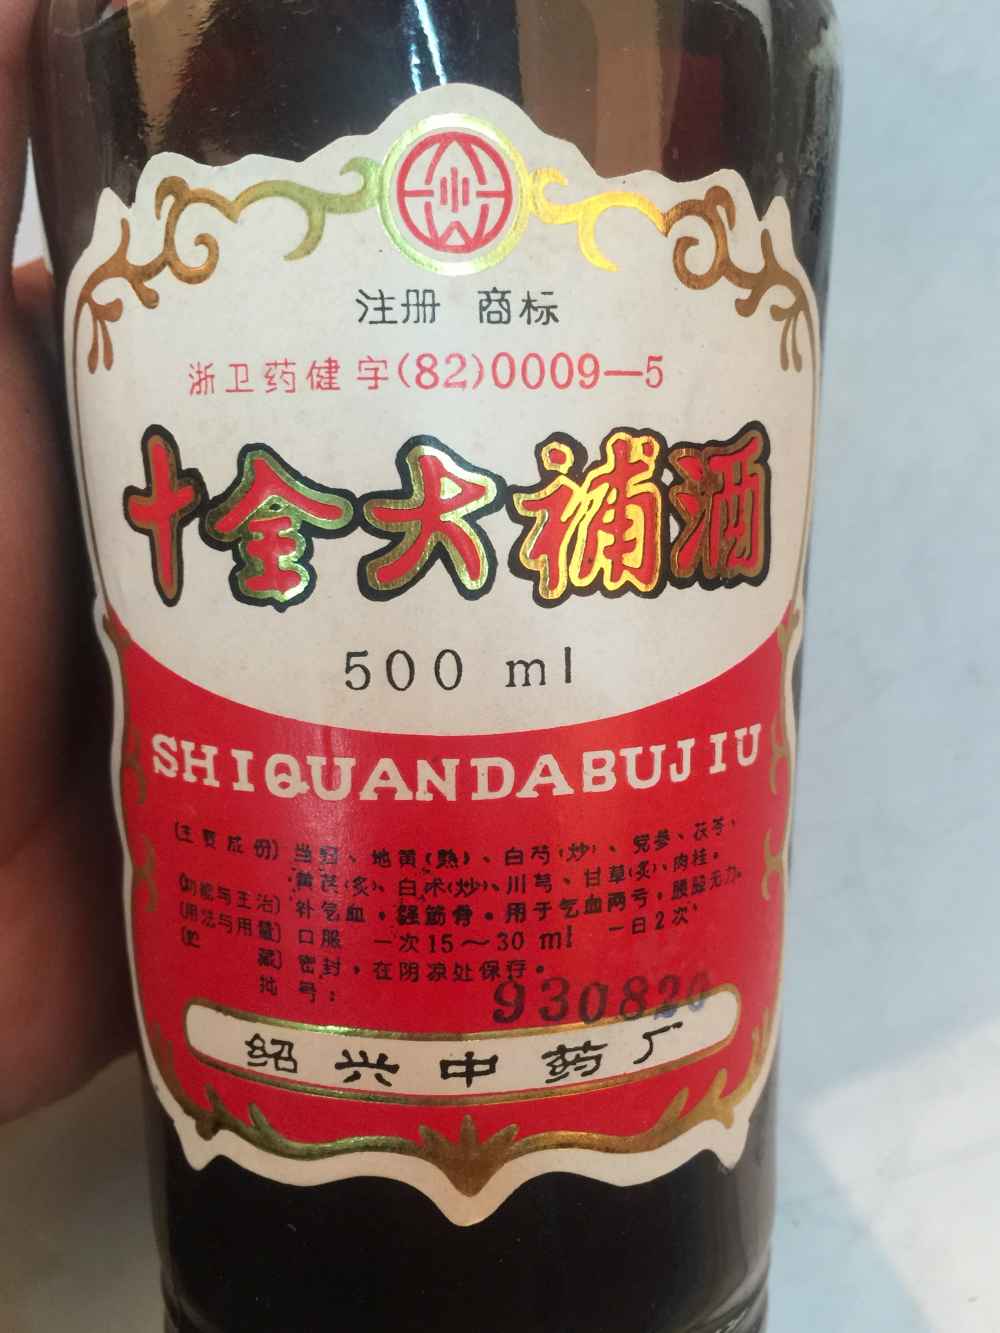 注册 商标
浙卫药健字(82)0009—5
十全大補酒
500 ml
SHIQUANDABUJIU
(主要成份) 当归、地黄(熟)、白芍(炒)、党参、茯苓、
黄芪(炙)、白术(炒)、川芎、甘草(炙)、肉桂。
(功能与主治) 补气血，强筋骨。用于气血两亏，腰膝无力。
(用法与用量) 口服 一次15～30 ml 一日2次
(贮 藏) 密封，在阴凉处保存。
批号： 930820
绍兴中药厂